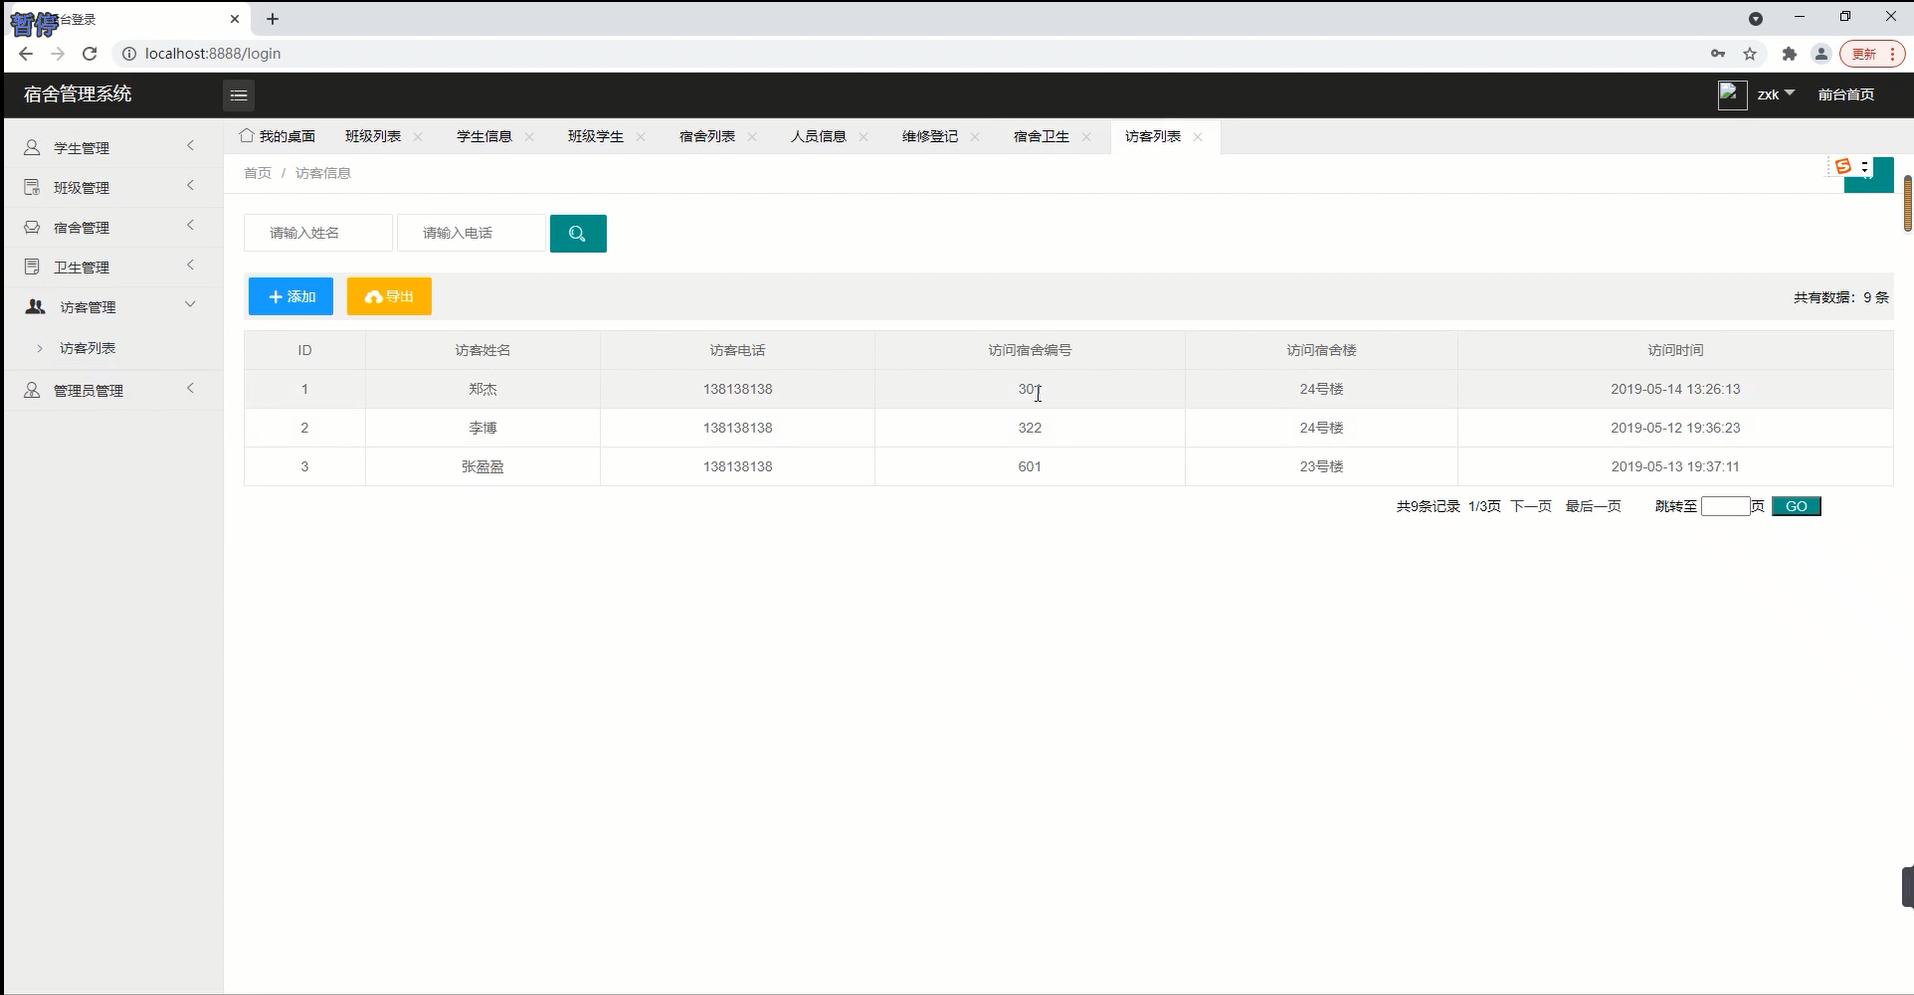 暂停
台登录
localhost:8888/login
更新
宿舍管理系统
zxk
前台首页
学生管理
班级管理
宿舍管理
卫生管理
访客管理
访客列表
管理员管理
我的桌面 班级列表 学生信息 班级学生 宿舍列表 人员信息 维修登记 宿舍卫生 访客列表
首页 / 访客信息
请输入姓名 请输入电话
添加 导出 共有数据：9 条
ID 访客姓名 访客电话 访问宿舍编号 访问宿舍楼 访问时间
1 郑杰 138138138 301 24号楼 2019-05-14 13:26:13
2 李博 138138138 322 24号楼 2019-05-12 19:36:23
3 张盈盈 138138138 601 23号楼 2019-05-13 19:37:11
共9条记录 1/3页 下一页 最后一页 跳转至 页 GO